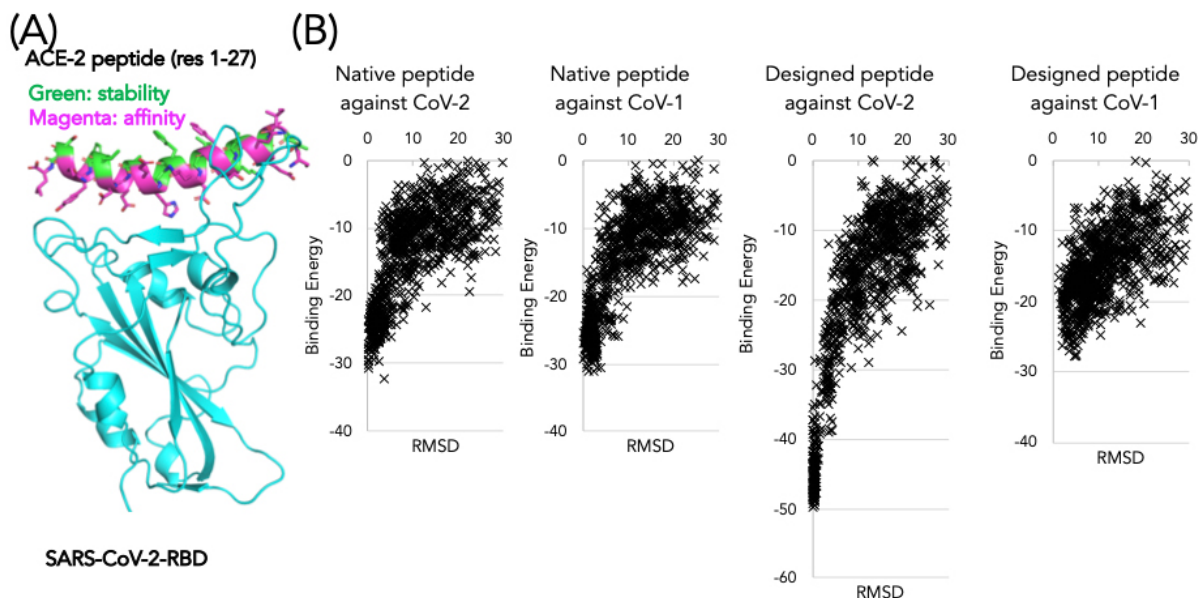 (A)
ACE-2 peptide (res 1-27)
Green: stability
Magenta: affinity
SARS-CoV-2-RBD
(B)
Native peptide
against CoV-2
0 10 20 30
0
-10
-20
-30
-40
Binding Energy
RMSD
Native peptide
against CoV-1
0 10 20 30
0
-10
-20
-30
-40
Binding Energy
RMSD
Designed peptide
against CoV-2
0 10 20 30
0
-10
-20
-30
-40
-50
-60
Binding Energy
RMSD
Designed peptide
against CoV-1
0 10 20 30
0
-10
-20
-30
-40
Binding Energy
RMSD